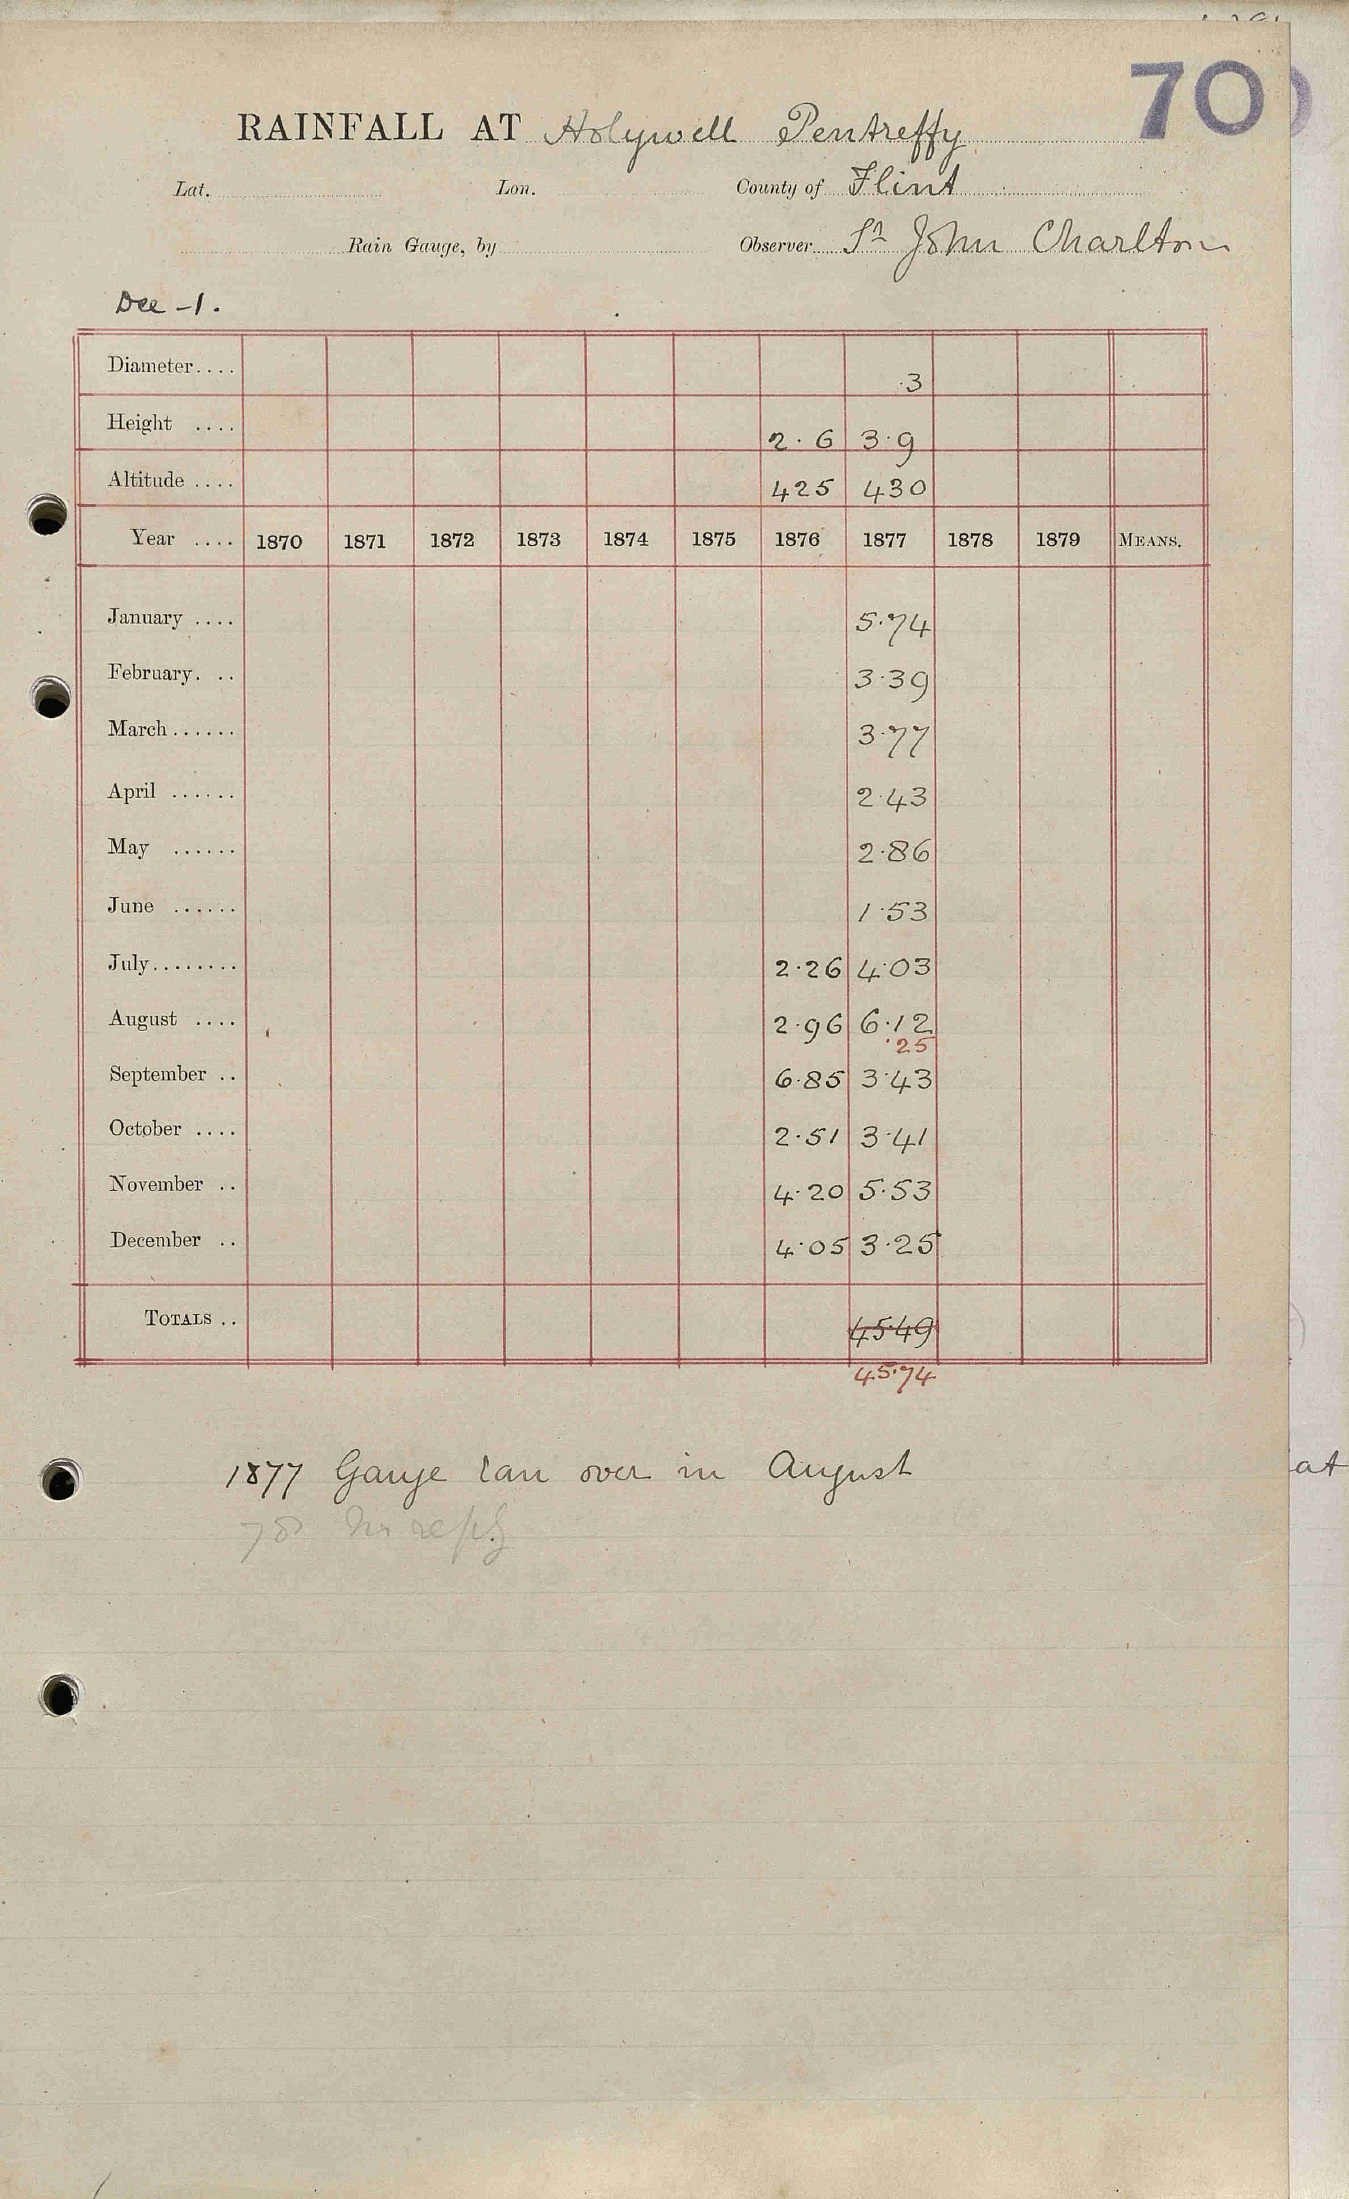 70
RAINFALL AT Holywell Pentreffy
Lat. Lon. County of Flint
Rain Gauge, by Observer St John Charlton
Dee -1.
Diameter.... 3
Height .... 2.6 3.9
Altitude .... 425 430
Year .... 1870 1871 1872 1873 1874 1875 1876 1877 1878 1879 MEANS.
January .... 5.74
February. .. 3.39
March...... 3.77
April ...... 2.43
May ...... 2.86
June ...... 1.53
July........ 2.26 4.03
August .... 2.96 6.12
.25
September .. 6.85 3.43
October .... 2.51 3.41
November .. 4.20 5.53
December .. 4.05 3.25
TOTALS .. 45.49
45.74
1877 Gauge ran over in August
at
78 No reply